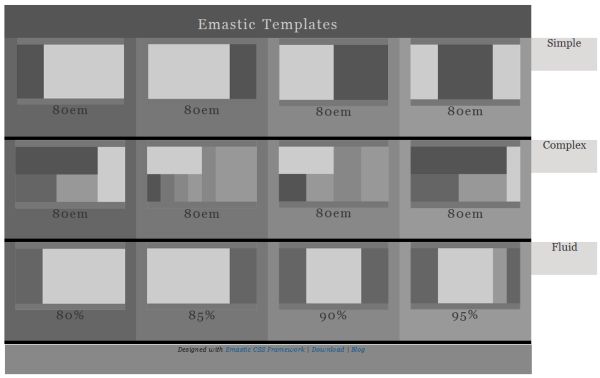 Emastic Templates
Simple
80em 80em 80em 80em
Complex
80em 80em 80em 80em
Fluid
80% 85% 90% 95%
Designed with Emastic CSS Framework | Download | Blog